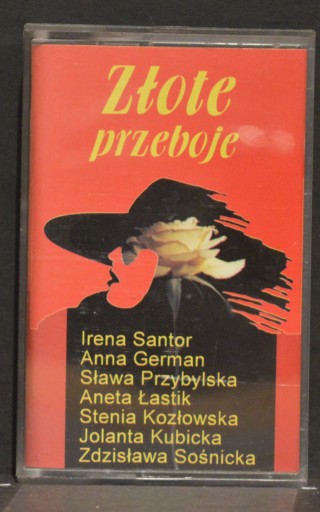 Złote
przeboje
Irena Santor
Anna German
Sława Przybylska
Aneta Łastik
Stenia Kozłowska
Jolanta Kubicka
Zdzisława Sośnicka